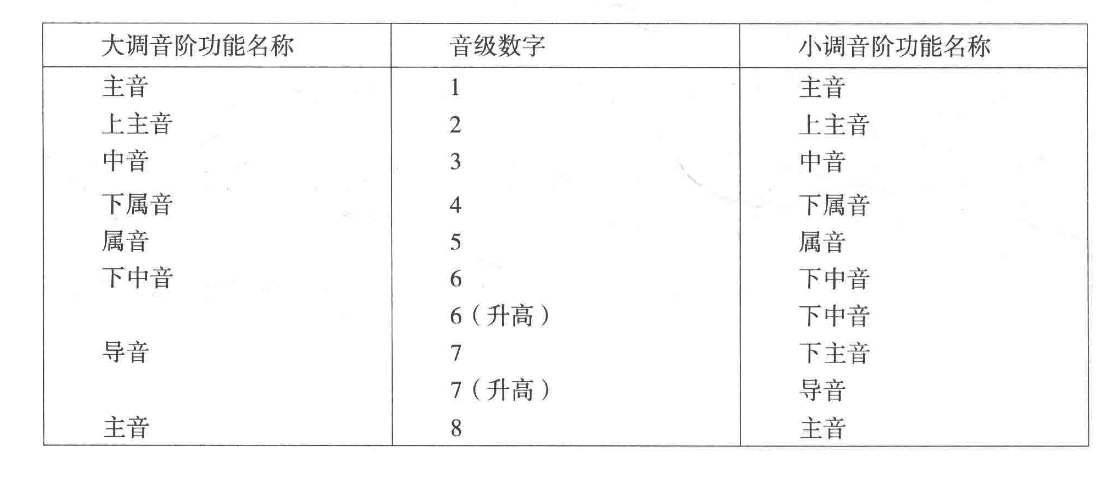 大调音阶功能名称 音级数字 小调音阶功能名称
主音 1 主音
上主音 2 上主音
中音 3 中音
下属音 4 下属音
属音 5 属音
下中音 6 下中音
6（升高） 下中音
导音 7 下主音
7（升高） 导音
主音 8 主音